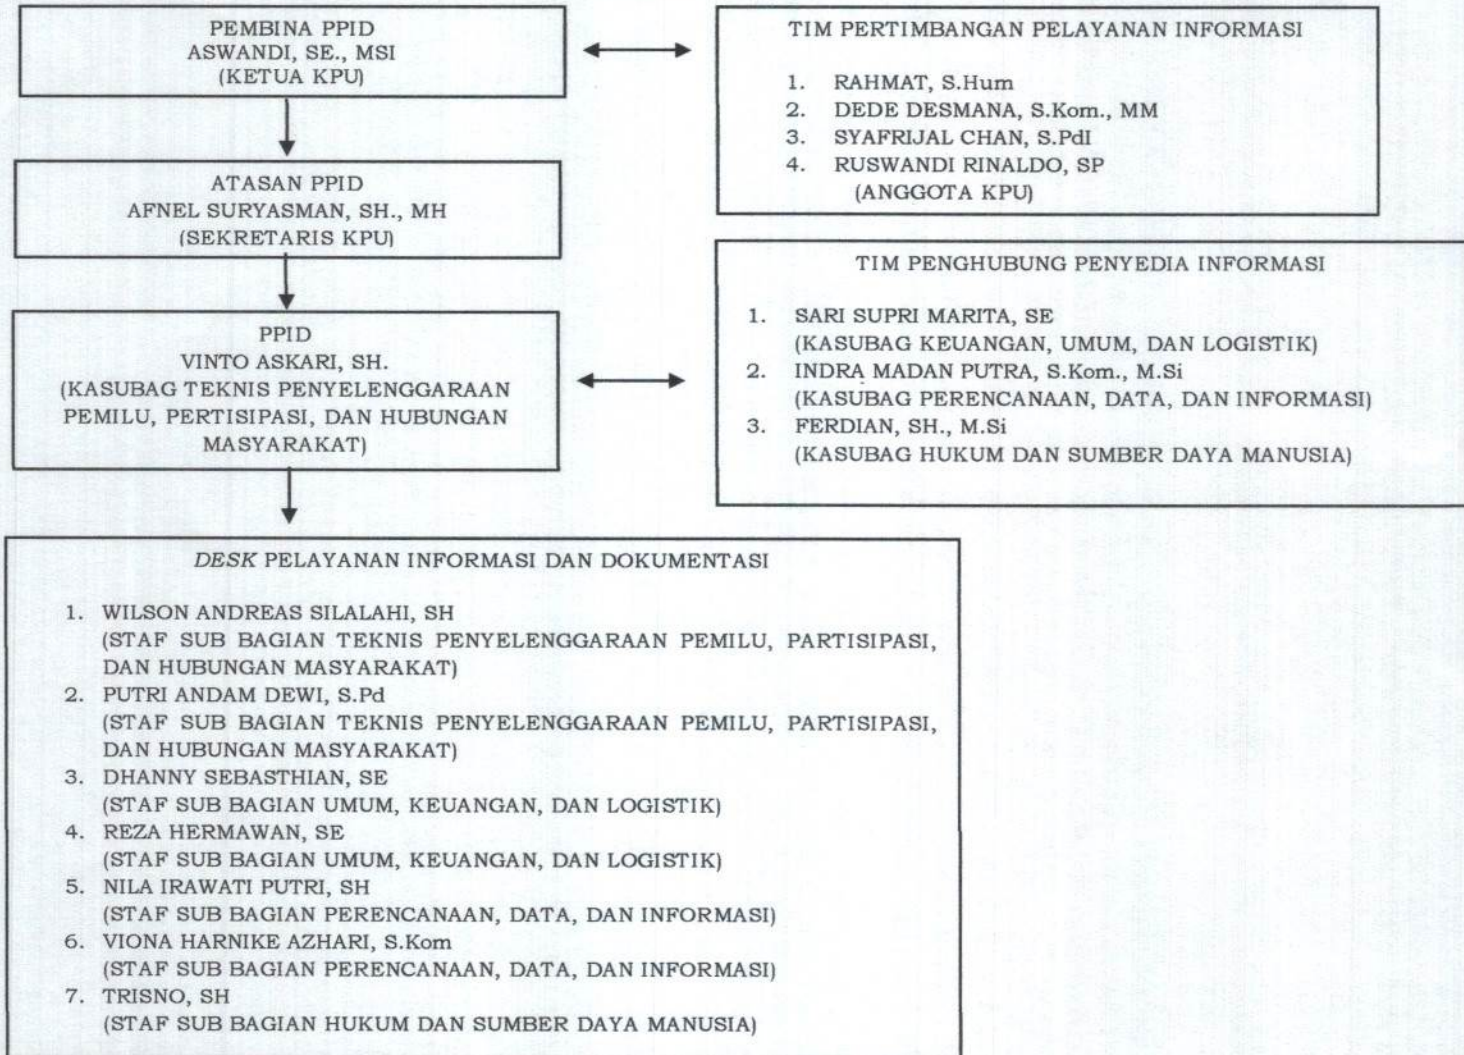 PEMBINA PPID
ASWANDI, SE., MSI
(KETUA KPU)
TIM PERTIMBANGAN PELAYANAN INFORMASI
1. RAHMAT, S.Hum
2. DEDE DESMANA, S.Kom., MM
3. SYAFRIJAL CHAN, S.PdI
4. RUSWANDI RINALDO, SP
(ANGGOTA KPU)
ATASAN PPID
AFNEL SURYASMAN, SH., MH
(SEKRETARIS KPU)
TIM PENGHUBUNG PENYEDIA INFORMASI
1. SARI SUPRI MARITA, SE
(KASUBAG KEUANGAN, UMUM, DAN LOGISTIK)
2. INDRA MADAN PUTRA, S.Kom., M.Si
(KASUBAG PERENCANAAN, DATA, DAN INFORMASI)
3. FERDIAN, SH., M.Si
(KASUBAG HUKUM DAN SUMBER DAYA MANUSIA)
PPID
VINTO ASKARI, SH.
(KASUBAG TEKNIS PENYELENGGARAAN
PEMILU, PERTISIPASI, DAN HUBUNGAN
MASYARAKAT)
DESK PELAYANAN INFORMASI DAN DOKUMENTASI
1. WILSON ANDREAS SILALAHI, SH
(STAF SUB BAGIAN TEKNIS PENYELENGGARAAN PEMILU, PARTISIPASI,
DAN HUBUNGAN MASYARAKAT)
2. PUTRI ANDAM DEWI, S.Pd
(STAF SUB BAGIAN TEKNIS PENYELENGGARAAN PEMILU, PARTISIPASI,
DAN HUBUNGAN MASYARAKAT)
3. DHANNY SEBASTHIAN, SE
(STAF SUB BAGIAN UMUM, KEUANGAN, DAN LOGISTIK)
4. REZA HERMAWAN, SE
(STAF SUB BAGIAN UMUM, KEUANGAN, DAN LOGISTIK)
5. NILA IRAWATI PUTRI, SH
(STAF SUB BAGIAN PERENCANAAN, DATA, DAN INFORMASI)
6. VIONA HARNIKE AZHARI, S.Kom
(STAF SUB BAGIAN PERENCANAAN, DATA, DAN INFORMASI)
7. TRISNO, SH
(STAF SUB BAGIAN HUKUM DAN SUMBER DAYA MANUSIA)